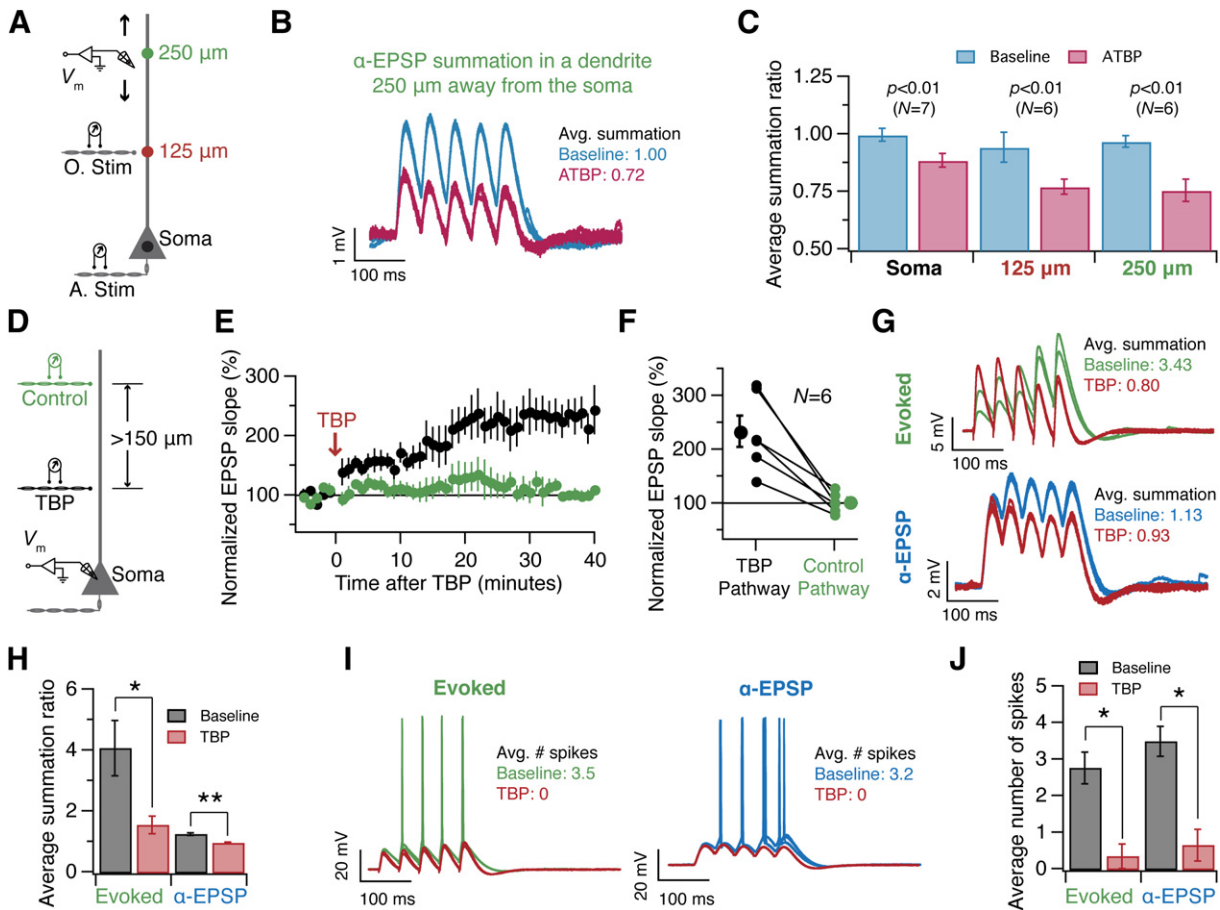 A
250 µm
Vm
O. Stim
125 µm
Soma
A. Stim
B
α-EPSP summation in a dendrite
250 µm away from the soma
Avg. summation
Baseline: 1.00
ATBP: 0.72
1 mV
100 ms
C
Baseline
ATBP
Average summation ratio
1.25
1.00
0.75
0.50
p<0.01
(N=7)
p<0.01
(N=6)
p<0.01
(N=6)
Soma
125 µm
250 µm
D
Control
>150 µm
TBP
Vm
Soma
E
Normalized EPSP slope (%)
300
200
100
TBP
0
10
20
30
40
Time after TBP (minutes)
F
Normalized EPSP slope (%)
300
200
100
N=6
TBP
Pathway
Control
Pathway
G
Evoked
Avg. summation
Baseline: 3.43
TBP: 0.80
5 mV
100 ms
α-EPSP
Avg. summation
Baseline: 1.13
TBP: 0.93
2 mV
100 ms
H
Average summation ratio
6
4
2
0
*
**
Baseline
TBP
Evoked
α-EPSP
I
Evoked
Avg. # spikes
Baseline: 3.5
TBP: 0
20 mV
100 ms
α-EPSP
Avg. # spikes
Baseline: 3.2
TBP: 0
20 mV
100 ms
J
Baseline
TBP
Average number of spikes
5
4
3
2
1
0
*
*
Evoked
α-EPSP